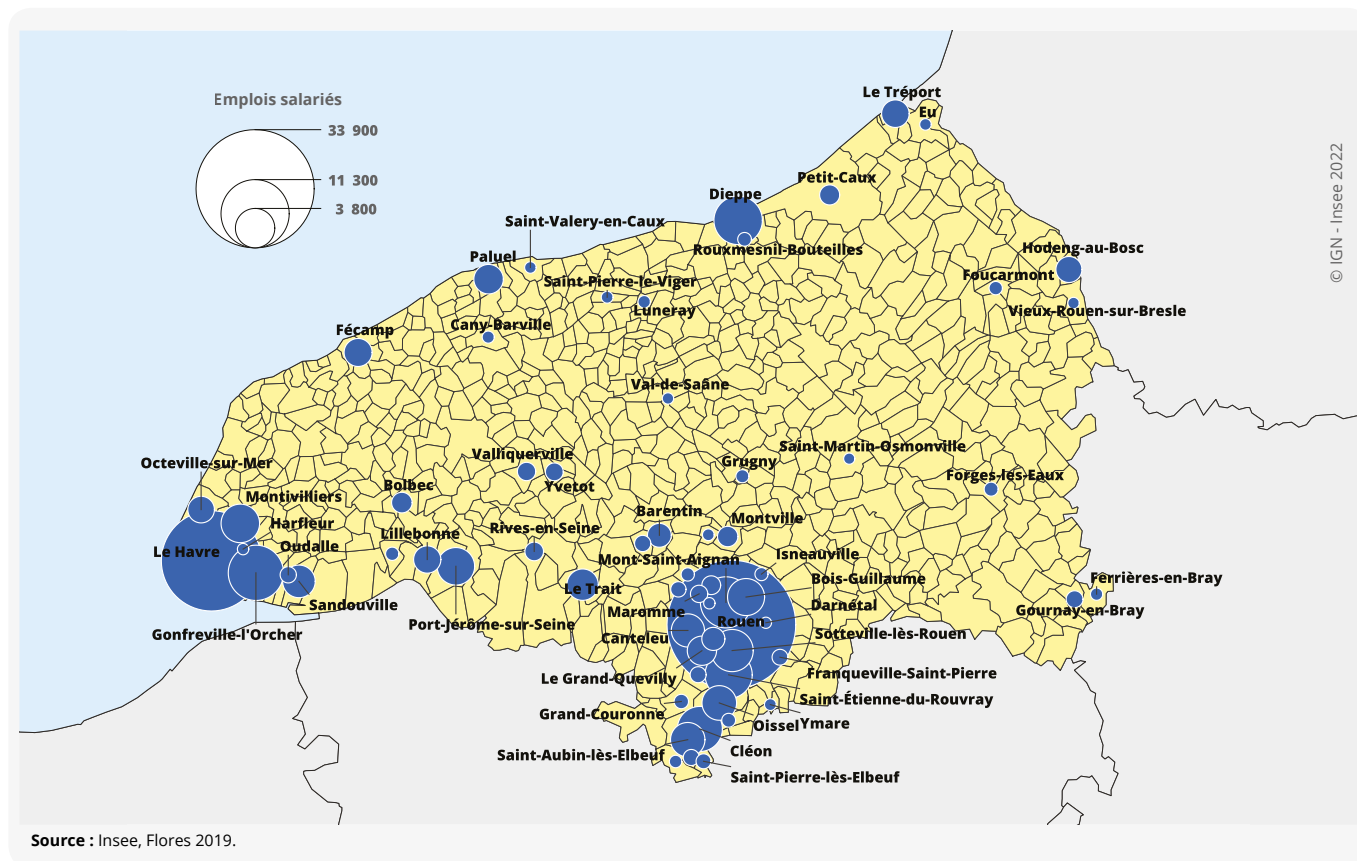 Emplois salariés
33 900
11 300
3 800
Le Tréport
Eu
Petit-Caux
Dieppe
Saint-Valery-en-Caux
Rouxmesnil-Bouteilles
Hodeng-au-Bosc
Paluel
Foucarmont
Saint-Pierre-le-Viger
Luneray
Vieux-Rouen-sur-Bresle
Cany-Barville
Fécamp
Val-de-Saâne
Saint-Martin-Osmonville
Valliquerville
Grugny
Octeville-sur-Mer
Forges-les-Eaux
Bolbec
Yvetot
Montivilliers
Barentin
Montville
Harfleur
Rives-en-Seine
Lillebonne
Oudalle
Le Havre
Isneauville
Mont-Saint-Aignan
Bois-Guillaume
Ferrières-en-Bray
Le Trait
Sandouville
Darnétal
Gournay-en-Bray
Maromme
Rouen
Port-Jérôme-sur-Seine
Gonfreville-l'Orcher
Sotteville-lès-Rouen
Canteleu
Franqueville-Saint-Pierre
Le Grand-Quevilly
Saint-Étienne-du-Rouvray
Grand-Couronne
Oissel
Ymare
Cléon
Saint-Aubin-lès-Elbeuf
Saint-Pierre-lès-Elbeuf
© IGN - Insee 2022
Source : Insee, Flores 2019.